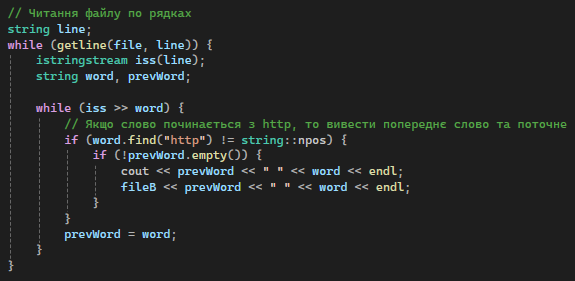 // Читання файлу по рядках
string line;
while (getline(file, line)) {
    istringstream iss(line);
    string word, prevWord;

    while (iss >> word) {
        // Якщо слово починається з http, то вивести попереднє слово та поточне
        if (word.find("http") != string::npos) {
            if (!prevWord.empty()) {
                cout << prevWord << " " << word << endl;
                fileB << prevWord << " " << word << endl;
            }
        }
        prevWord = word;
    }
}